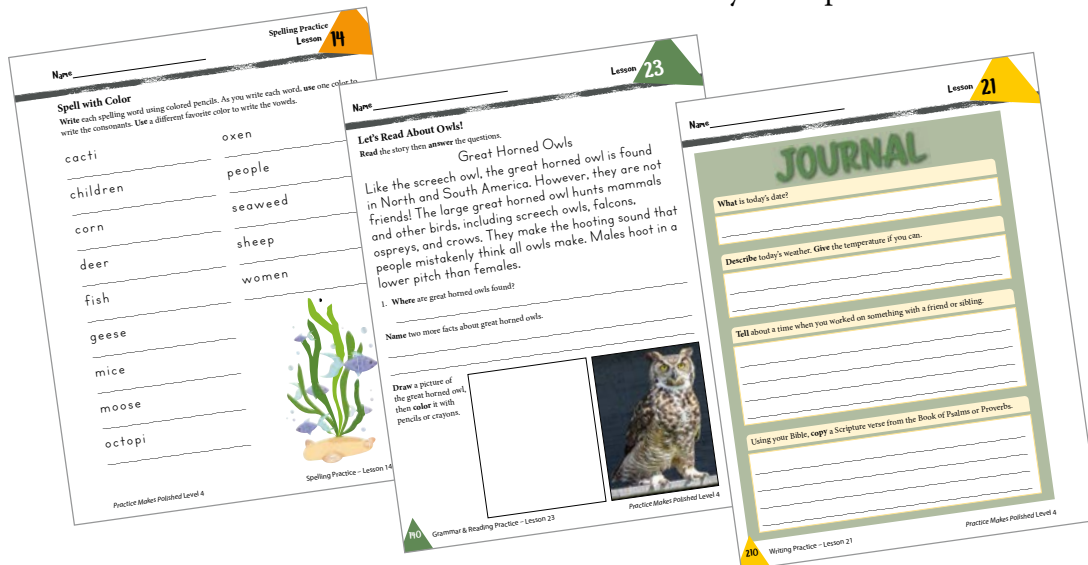 Spelling Practice
Lesson 14
Name
Spell with Color
Write each spelling word using colored pencils. As you write each word, use one color to
write the consonants. Use a different favorite color to write the vowels.
cacti
children
corn
deer
fish
geese
mice
moose
octopi
oxen
people
seaweed
sheep
women
Spelling Practice – Lesson 14
Practice Makes Polished Level 4
Lesson 23
Name
Let's Read About Owls!
Read the story then answer the questions.
Great Horned Owls
Like the screech owl, the great horned owl is found
in North and South America. However, they are not
friends! The large great horned owl hunts mammals
and other birds, including screech owls, falcons,
ospreys, and crows. They make the hooting sound that
people mistakenly think all owls make. Males hoot in a
lower pitch than females.
1. Where are great horned owls found?
Name two more facts about great horned owls.
Draw a picture of
the great horned owl,
then color it with
pencils or crayons.
Practice Makes Polished Level 4
190 Grammar & Reading Practice – Lesson 23
Lesson 21
Name
JOURNAL
What is today's date?
Describe today's weather. Give the temperature if you can.
Tell about a time when you worked on something with a friend or sibling.
Using your Bible, copy a Scripture verse from the Book of Psalms or Proverbs.
Practice Makes Polished Level 4
210 Writing Practice – Lesson 21